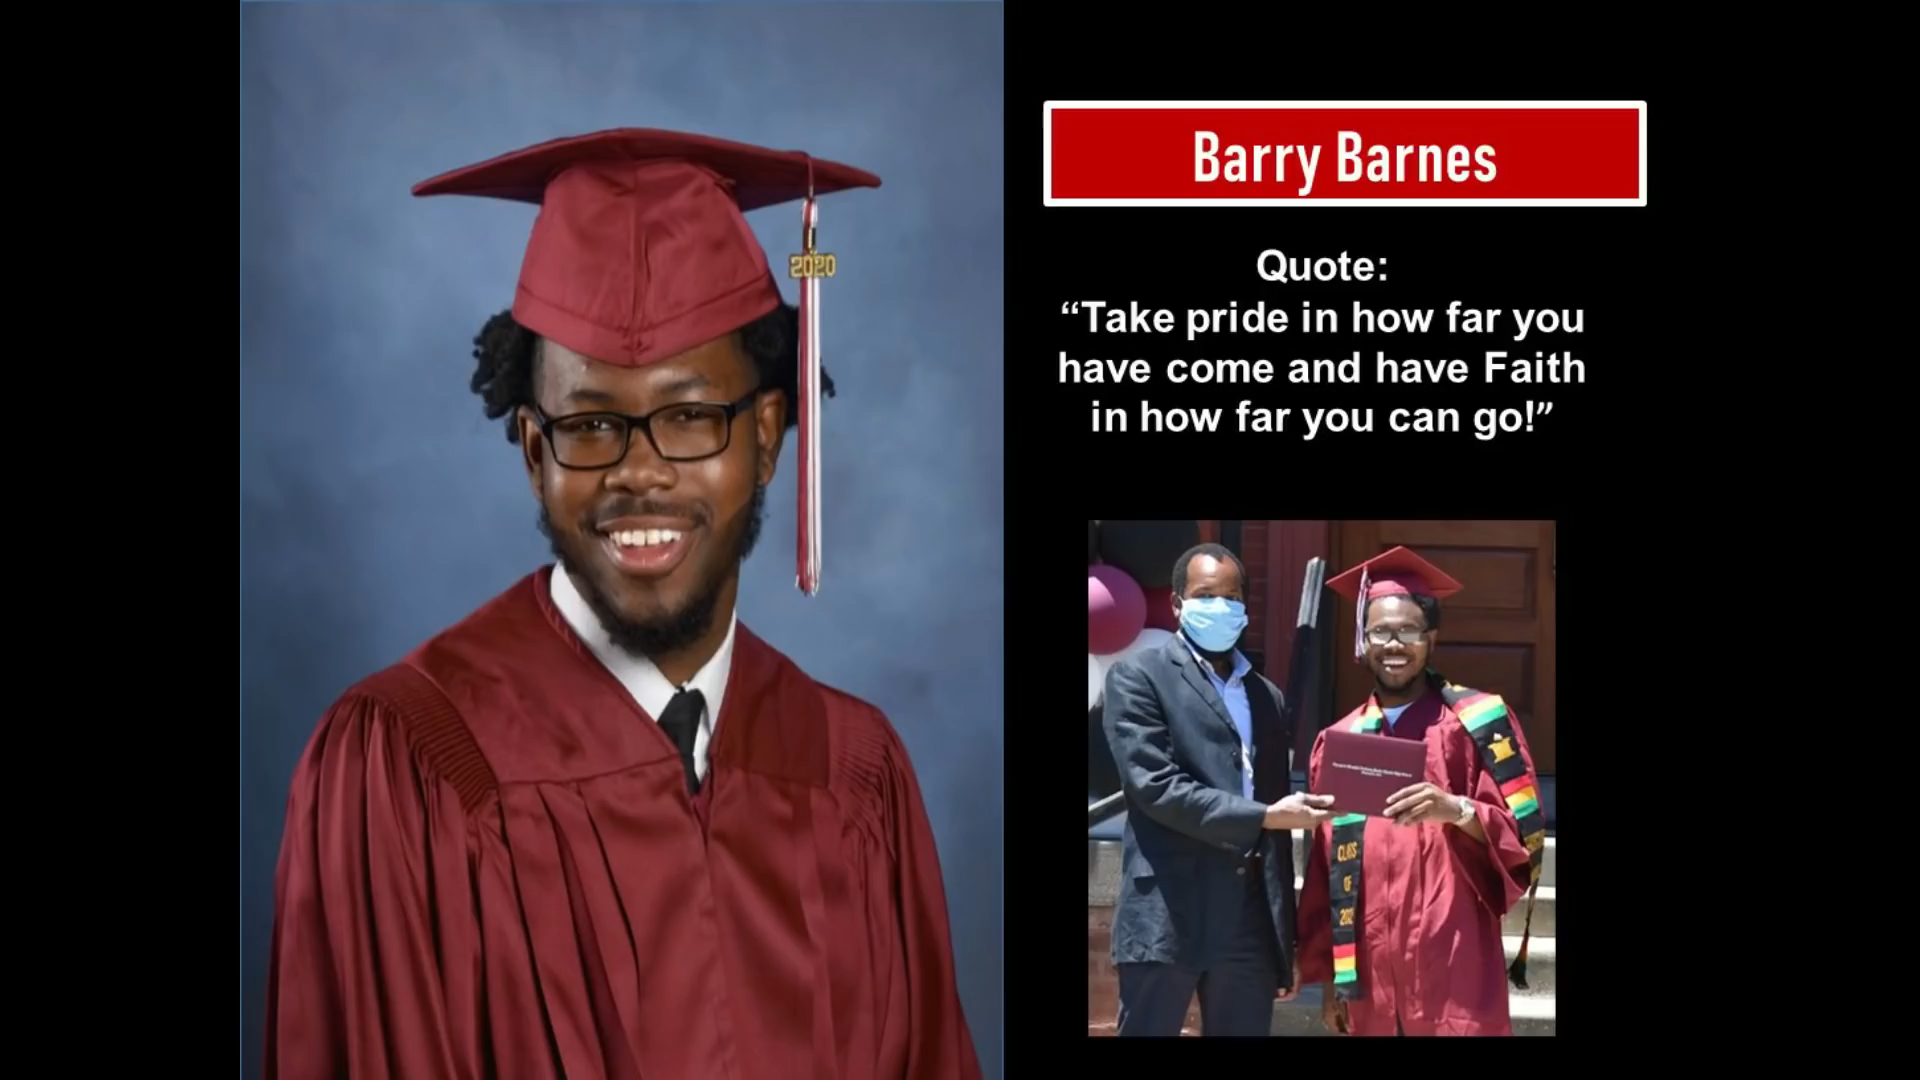 2020
Barry Barnes
Quote:
“Take pride in how far you
have come and have Faith
in how far you can go!”
CLASS
OF
202